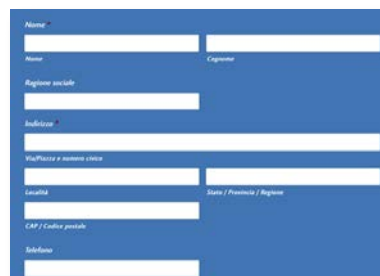 Nome *
Nome Cognome
Ragione sociale
Indirizzo *
Via/Piazza e numero civico
Località Stato / Provincia / Regione
CAP / Codice postale
Telefono